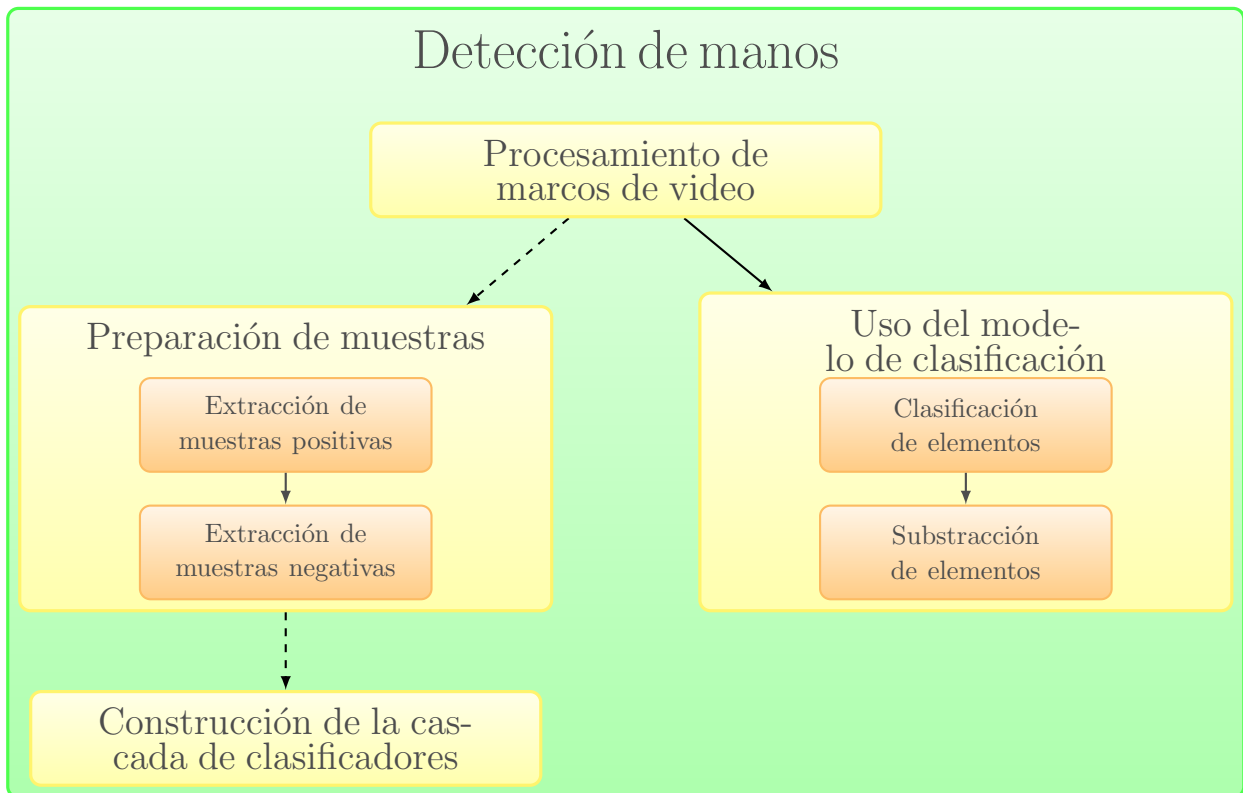 Detección de manos
Procesamiento de
marcos de video
Preparación de muestras
Extracción de
muestras positivas
Extracción de
muestras negativas
Uso del mode-
lo de clasificación
Clasificación
de elementos
Substracción
de elementos
Construcción de la cas-
cada de clasificadores